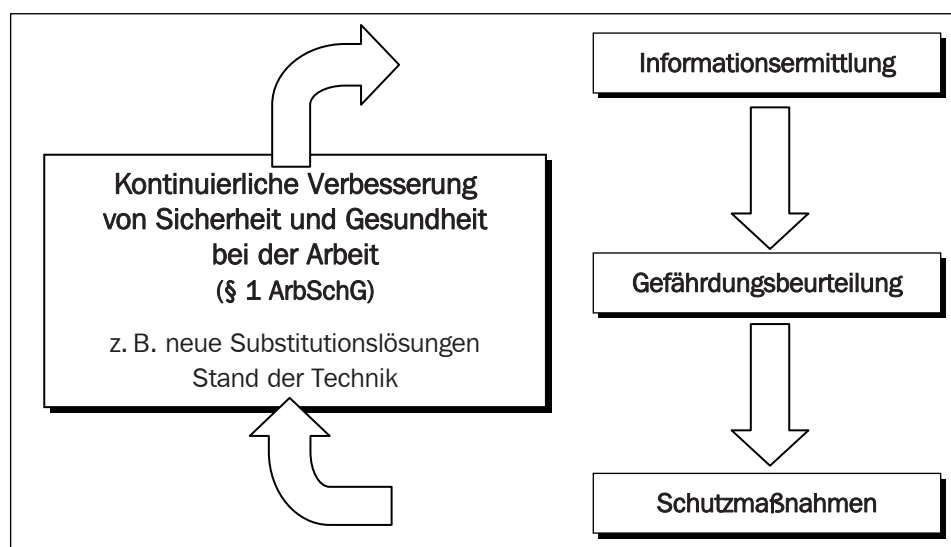 Informationsermittlung
Kontinuierliche Verbesserung
von Sicherheit und Gesundheit
bei der Arbeit
(§ 1 ArbSchG)
z. B. neue Substitutionslösungen
Stand der Technik
Gefährdungsbeurteilung
Schutzmaßnahmen